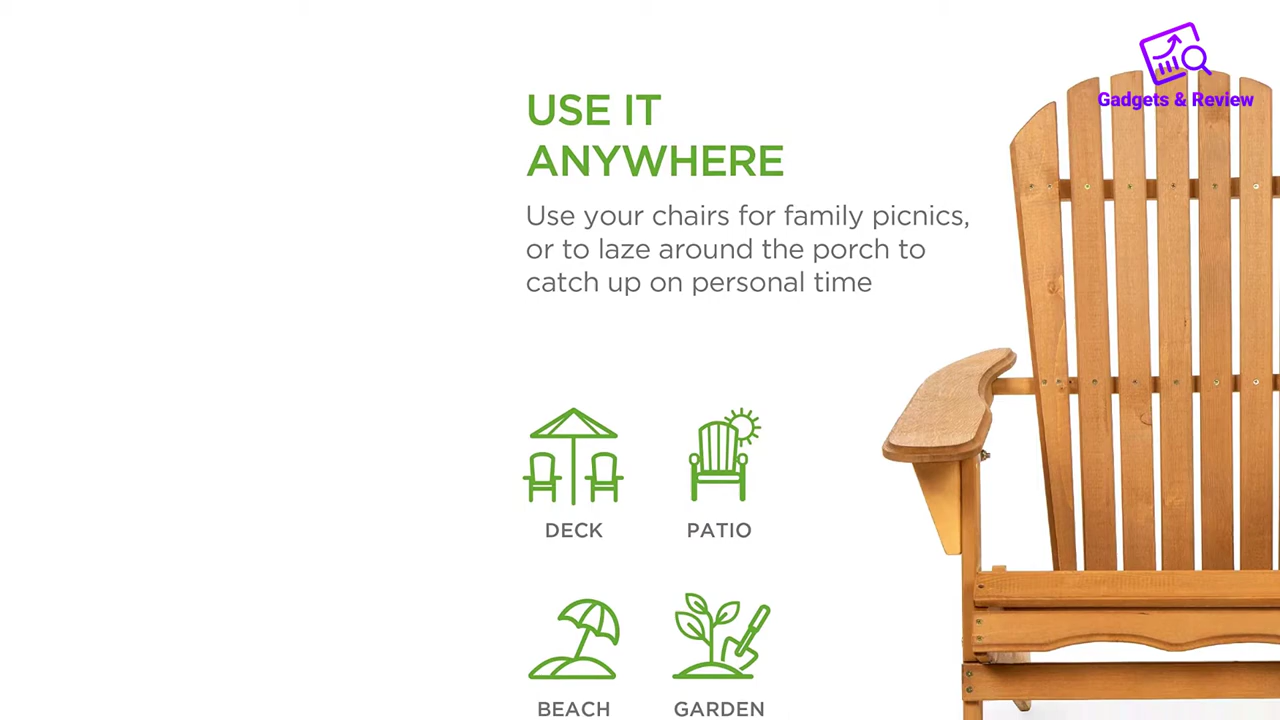 Gadgets & Review
USE IT
ANYWHERE
Use your chairs for family picnics,
or to laze around the porch to
catch up on personal time
DECK
PATIO
BEACH
GARDEN